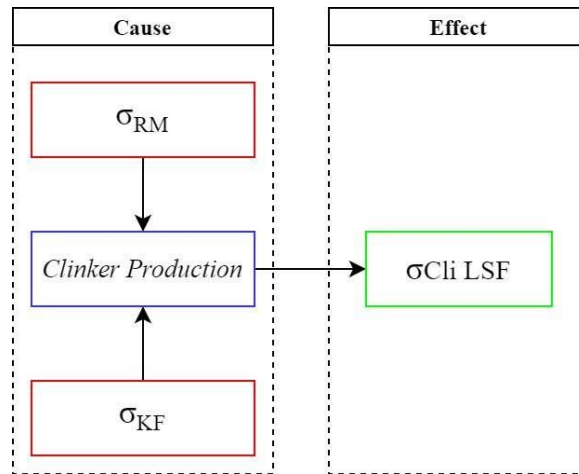 Cause
Effect
σRM
Clinker Production
σCli LSF
σKF